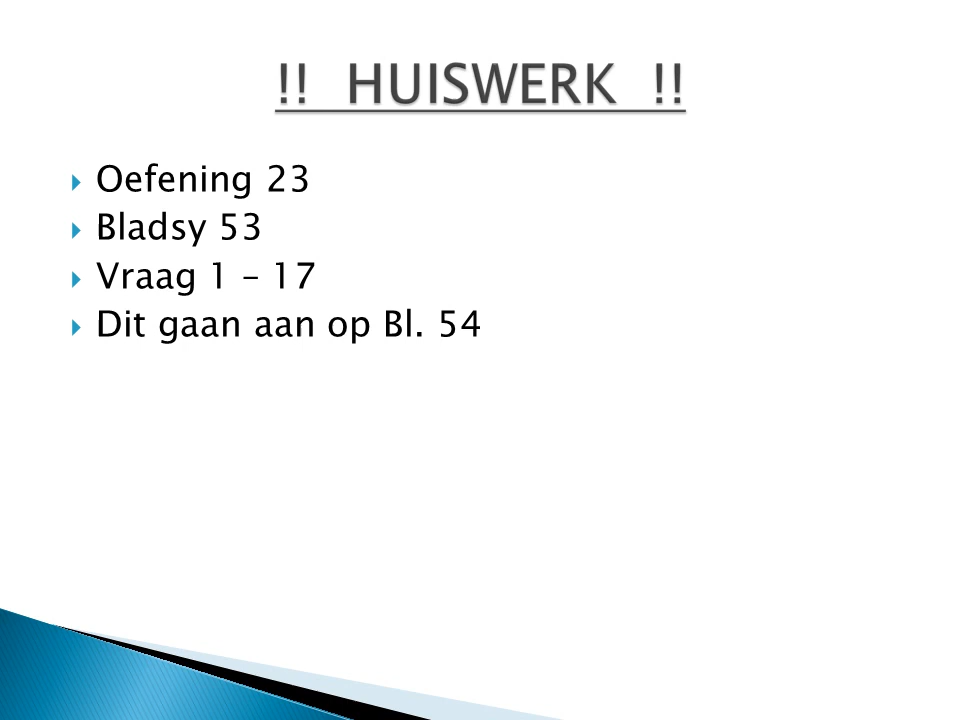 !! HUISWERK !!
Oefening 23
Bladsy 53
Vraag 1 – 17
Dit gaan aan op Bl. 54